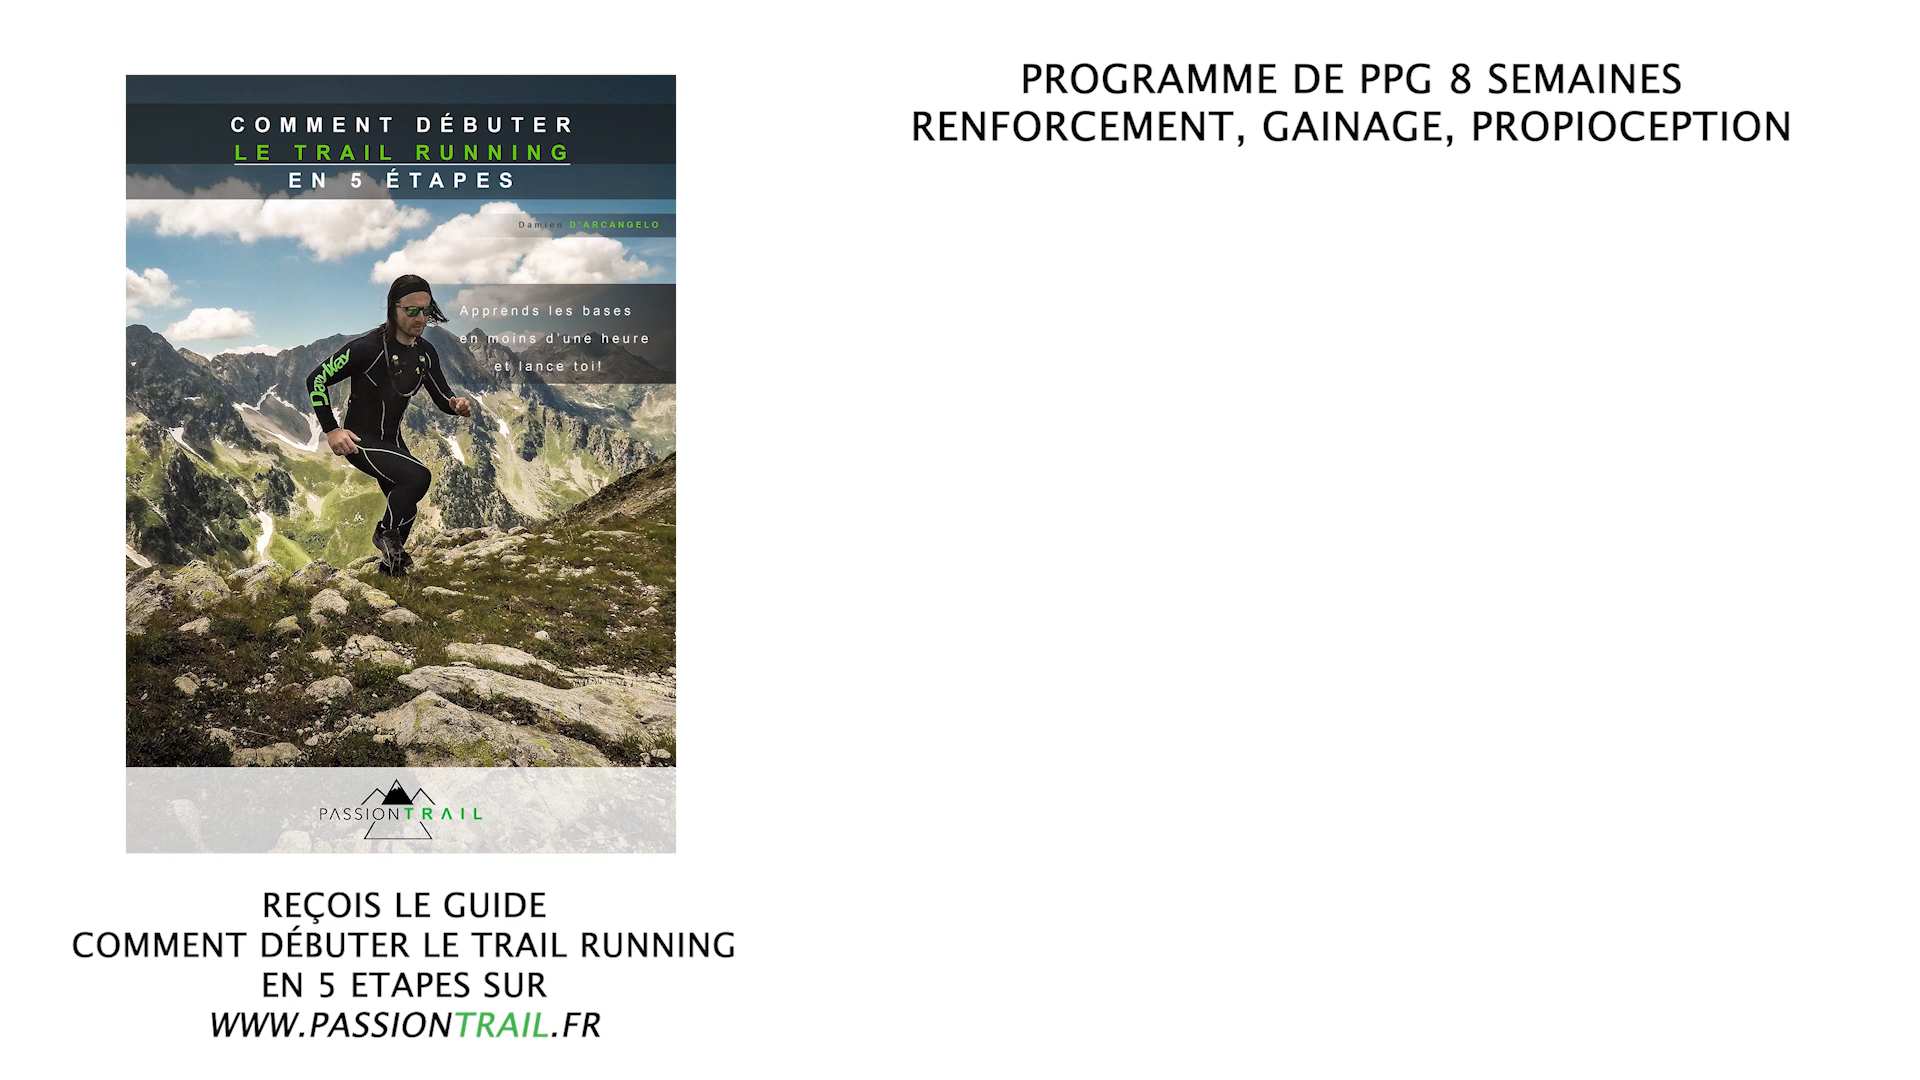 COMMENT DÉBUTER
LE TRAIL RUNNING
EN 5 ÉTAPES
Damien D'ARCANGELO
Apprends les bases
en moins d'une heure
et lance toi!
DamWay
PASSIONTRAIL
REÇOIS LE GUIDE
COMMENT DÉBUTER LE TRAIL RUNNING
EN 5 ETAPES SUR
WWW.PASSIONTRAIL.FR
PROGRAMME DE PPG 8 SEMAINES
RENFORCEMENT, GAINAGE, PROPIOCEPTION